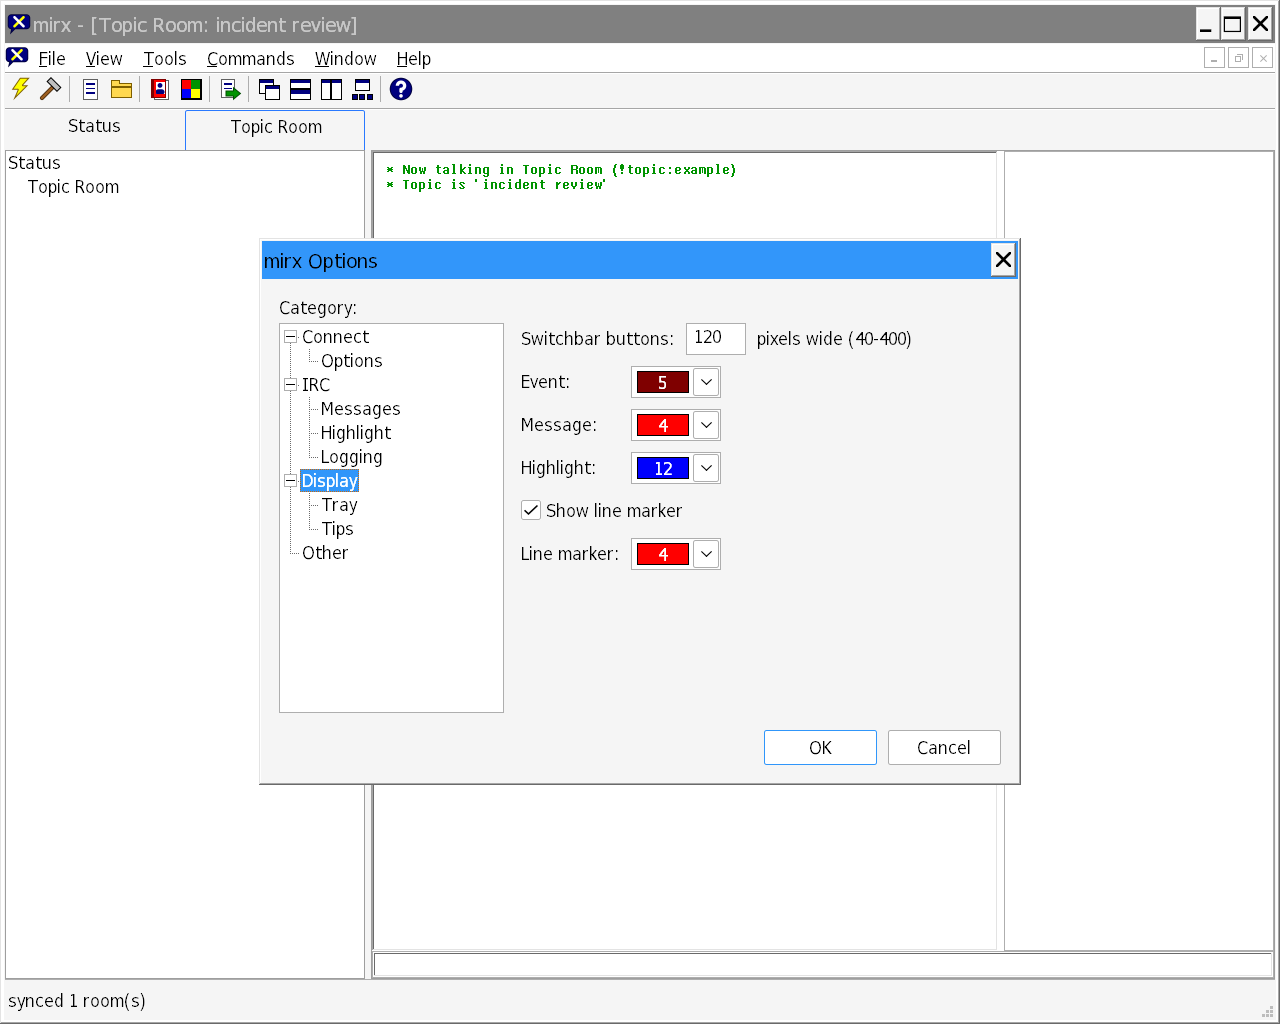 mirx - [Topic Room: incident review]
File View Tools Commands Window Help
Status Topic Room
Status
Topic Room
* Now talking in Topic Room (!topic:example)
* Topic is 'incident review'
mirx Options
Category:
Connect
Options
IRC
Messages
Highlight
Logging
Display
Tray
Tips
Other
Switchbar buttons: 120 pixels wide (40-400)
Event: 5
Message: 4
Highlight: 12
Show line marker
Line marker: 4
OK Cancel
synced 1 room(s)